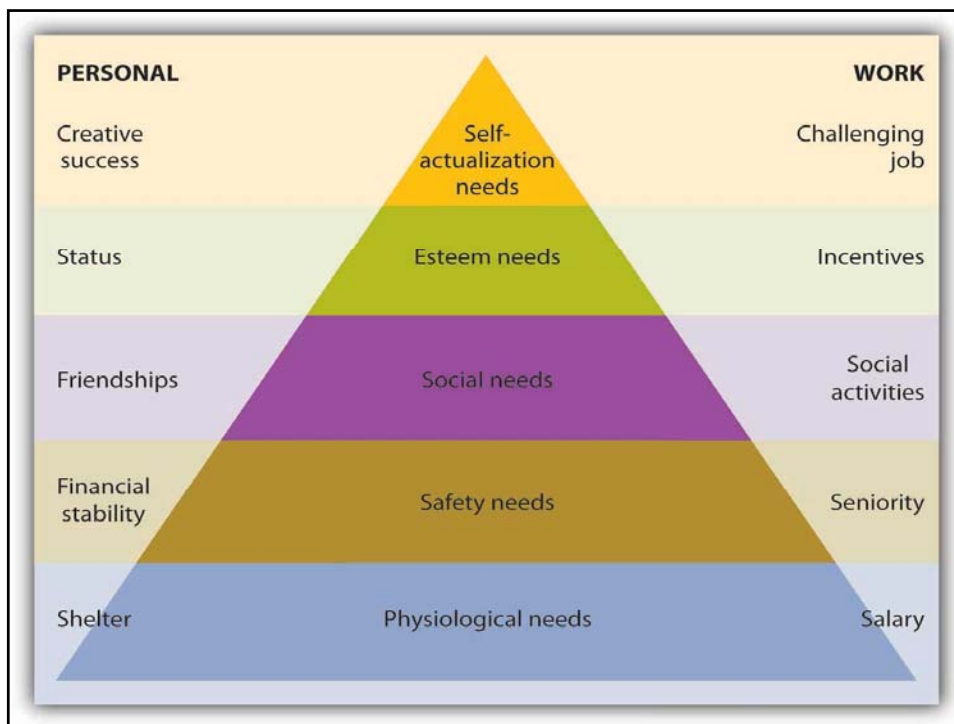 PERSONAL
WORK
Creative
success
Self-
actualization
needs
Challenging
job
Status
Esteem needs
Incentives
Friendships
Social needs
Social
activities
Financial
stability
Safety needs
Seniority
Shelter
Physiological needs
Salary